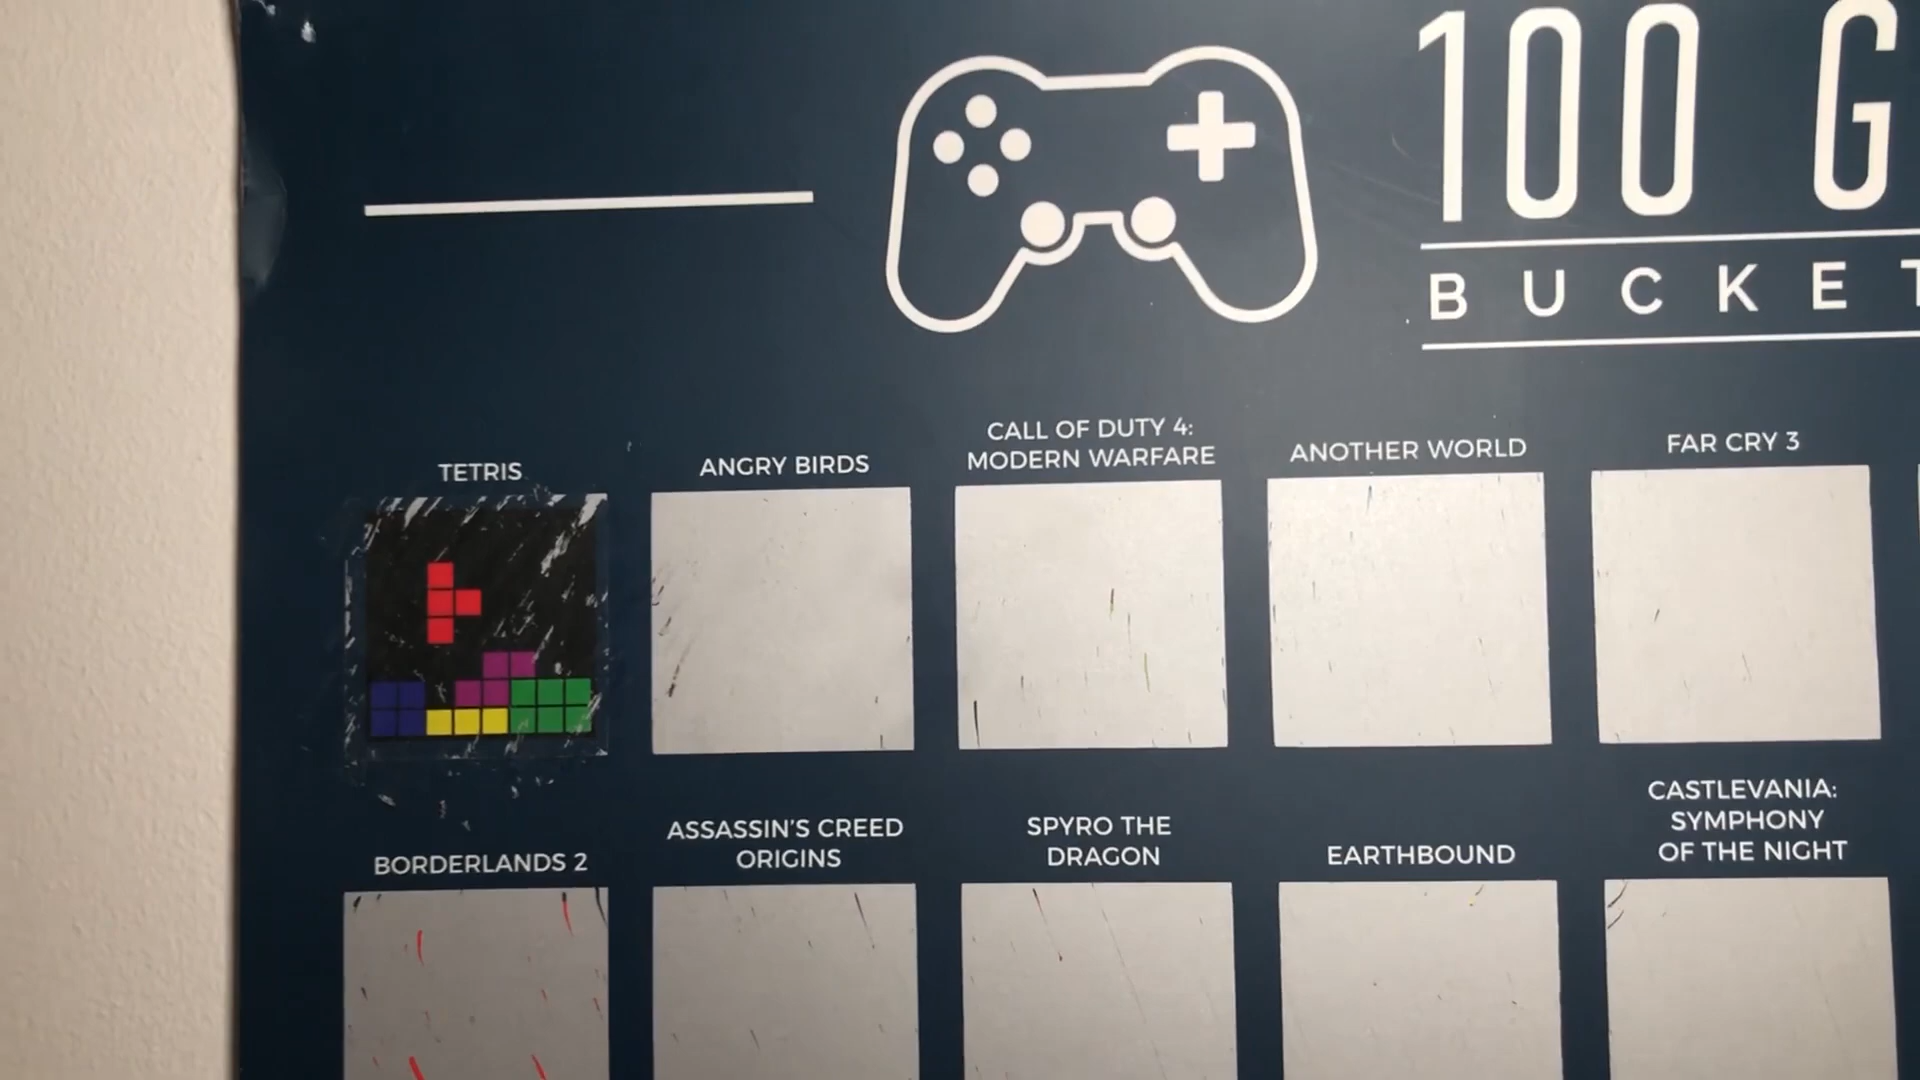 100 G
BUCKET
TETRIS
ANGRY BIRDS
CALL OF DUTY 4:
MODERN WARFARE
ANOTHER WORLD
FAR CRY 3
BORDERLANDS 2
ASSASSIN'S CREED
ORIGINS
SPYRO THE
DRAGON
EARTHBOUND
CASTLEVANIA:
SYMPHONY
OF THE NIGHT